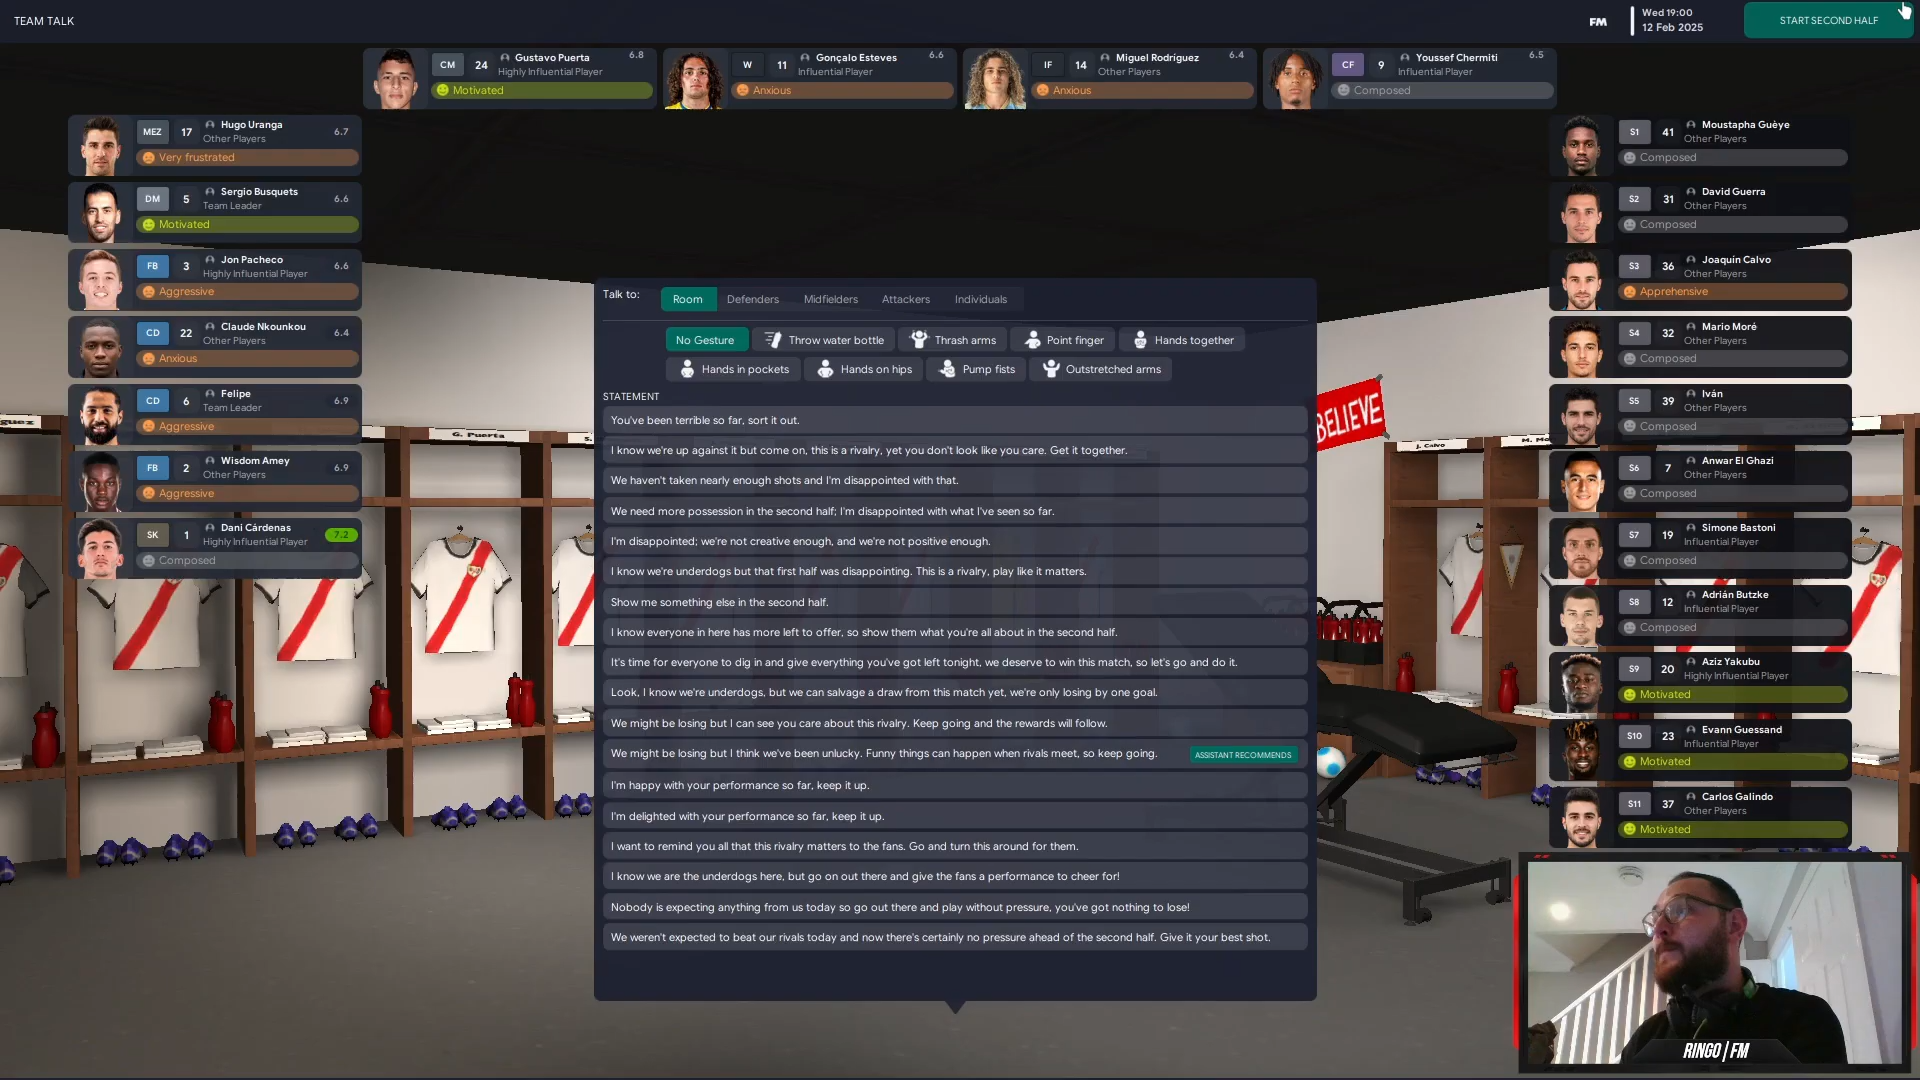 TEAM TALK
FM
Wed 19:00
12 Feb 2025
START SECOND HALF
CM 24 Gustavo Puerta 6.8
Highly Influential Player
Motivated
W 11 Gonçalo Esteves 6.6
Influential Player
Anxious
IF 14 Miguel Rodríguez 6.4
Other Players
Anxious
CF 9 Youssef Chermiti 6.5
Influential Player
Composed
MEZ 17 Hugo Uranga 6.7
Other Players
Very frustrated
DM 5 Sergio Busquets 6.6
Team Leader
Motivated
FB 3 Jon Pacheco 6.6
Highly Influential Player
Aggressive
CD 22 Claude Nkounkou 6.4
Other Players
Anxious
CD 6 Felipe 6.9
Team Leader
Aggressive
FB 2 Wisdom Amey 6.9
Other Players
Aggressive
SK 1 Dani Cárdenas 7.2
Highly Influential Player
Composed
G. Puerta
Talk to:
Room Defenders Midfielders Attackers Individuals
No Gesture Throw water bottle Thrash arms Point finger Hands together
Hands in pockets Hands on hips Pump fists Outstretched arms
STATEMENT
You've been terrible so far, sort it out.
I know we're up against it but come on, this is a rivalry, yet you don't look like you care. Get it together.
We haven't taken nearly enough shots and I'm disappointed with that.
We need more possession in the second half; I'm disappointed with what I've seen so far.
I'm disappointed; we're not creative enough, and we're not positive enough.
I know we're underdogs but that first half was disappointing. This is a rivalry, play like it matters.
Show me something else in the second half.
I know everyone in here has more left to offer, so show them what you're all about in the second half.
It's time for everyone to dig in and give everything you've got left tonight, we deserve to win this match, so let's go and do it.
Look, I know we're underdogs, but we can salvage a draw from this match yet, we're only losing by one goal.
We might be losing but I can see you care about this rivalry. Keep going and the rewards will follow.
We might be losing but I think we've been unlucky. Funny things can happen when rivals meet, so keep going. ASSISTANT RECOMMENDS
I'm happy with your performance so far, keep it up.
I'm delighted with your performance so far, keep it up.
I want to remind you all that this rivalry matters to the fans. Go and turn this around for them.
I know we are the underdogs here, but go on out there and give the fans a performance to cheer for!
Nobody is expecting anything from us today so go out there and play without pressure, you've got nothing to lose!
We weren't expected to beat our rivals today and now there's certainly no pressure ahead of the second half. Give it your best shot.
BELIEVE
J. Calvo
S1 41 Moustapha Guèye
Other Players
Composed
S2 31 David Guerra
Other Players
Composed
S3 36 Joaquín Calvo
Other Players
Apprehensive
S4 32 Mario Moré
Other Players
Composed
S5 39 Iván
Other Players
Composed
S6 7 Anwar El Ghazi
Other Players
Composed
S7 19 Simone Bastoni
Influential Player
Composed
S8 12 Adrián Butzke
Influential Player
Composed
S9 20 Aziz Yakubu
Highly Influential Player
Motivated
S10 23 Evann Guessand
Influential Player
Motivated
S11 37 Carlos Galindo
Other Players
Motivated
RINGO | FM